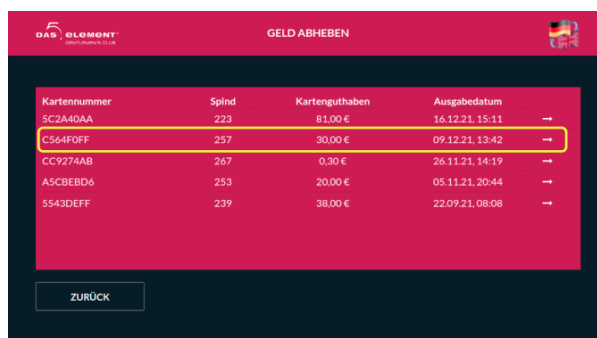 DAS 5 ELEMENT
GENTLEMEN'S CLUB
GELD ABHEBEN
Kartennummer Spind Kartenguthaben Ausgabedatum
5C2A40AA 223 81,00 € 16.12.21, 15:11 →
C564F0FF 257 30,00 € 09.12.21, 13:42 →
CC9274AB 267 0,30 € 26.11.21, 14:19 →
A5CBEBD6 253 20,00 € 05.11.21, 20:44 →
5543DEFF 239 38,00 € 22.09.21, 08:08 →
ZURÜCK